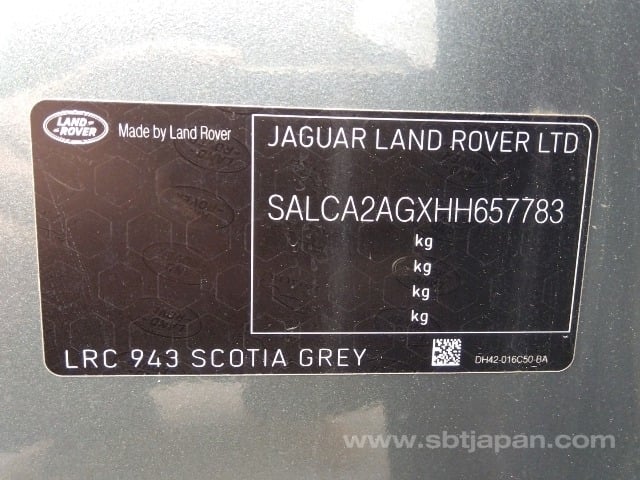 LAND-
-ROVER
Made by Land Rover
JAGUAR LAND ROVER LTD
SALCA2AGXHH657783
kg
kg
kg
kg
LRC 943 SCOTIA GREY
DH42-016C50-BA
www.sbtjapan.com